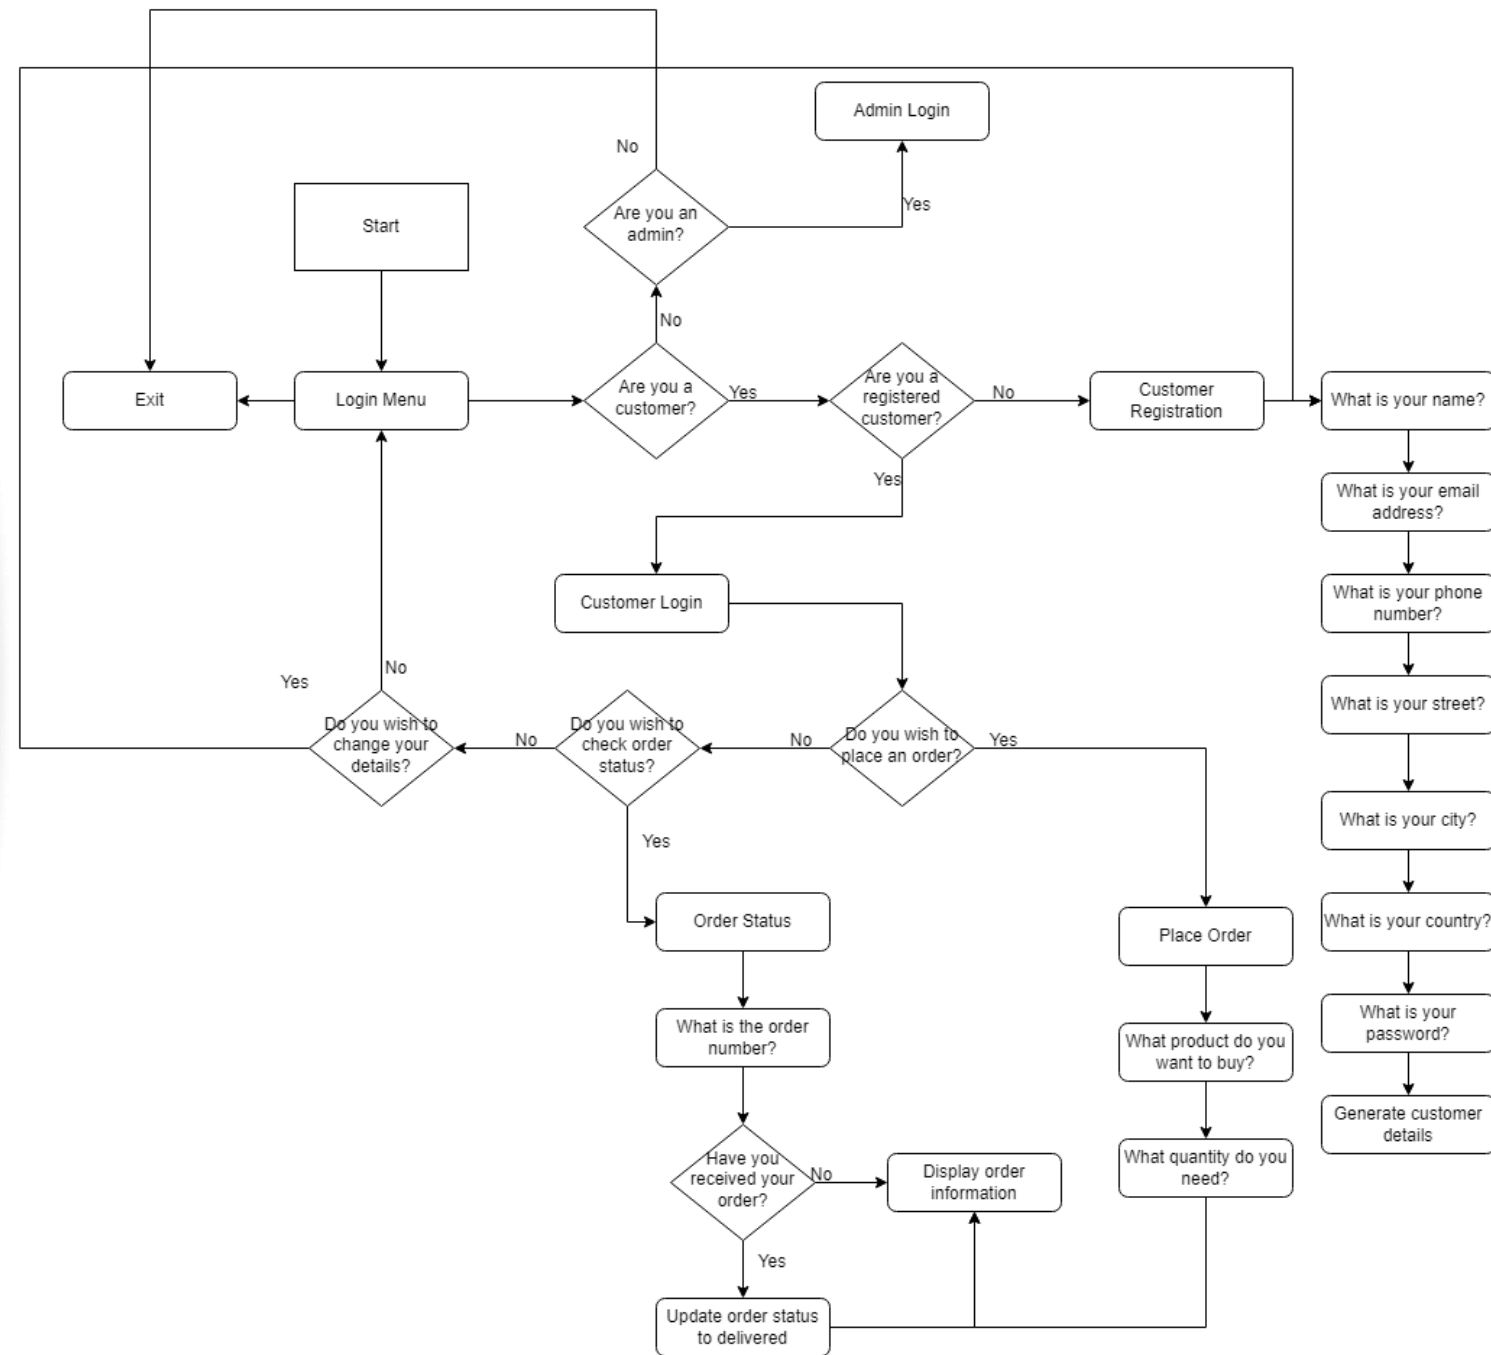 Admin Login
No
Yes
Are you an
admin?
Start
No
Exit
Login Menu
Are you a
customer?
Yes
Are you a
registered
customer?
No
Customer
Registration
What is your name?
Yes
What is your email
address?
Customer Login
What is your phone
number?
Yes
No
What is your street?
Do you wish to
change your
details?
No
Do you wish to
check order
status?
No
Do you wish to
place an order?
Yes
What is your city?
Yes
Order Status
Place Order
What is your country?
What is the order
number?
What product do you
want to buy?
What is your
password?
Generate customer
details
Have you
received your
order?
No
Display order
information
What quantity do you
need?
Yes
Update order status
to delivered